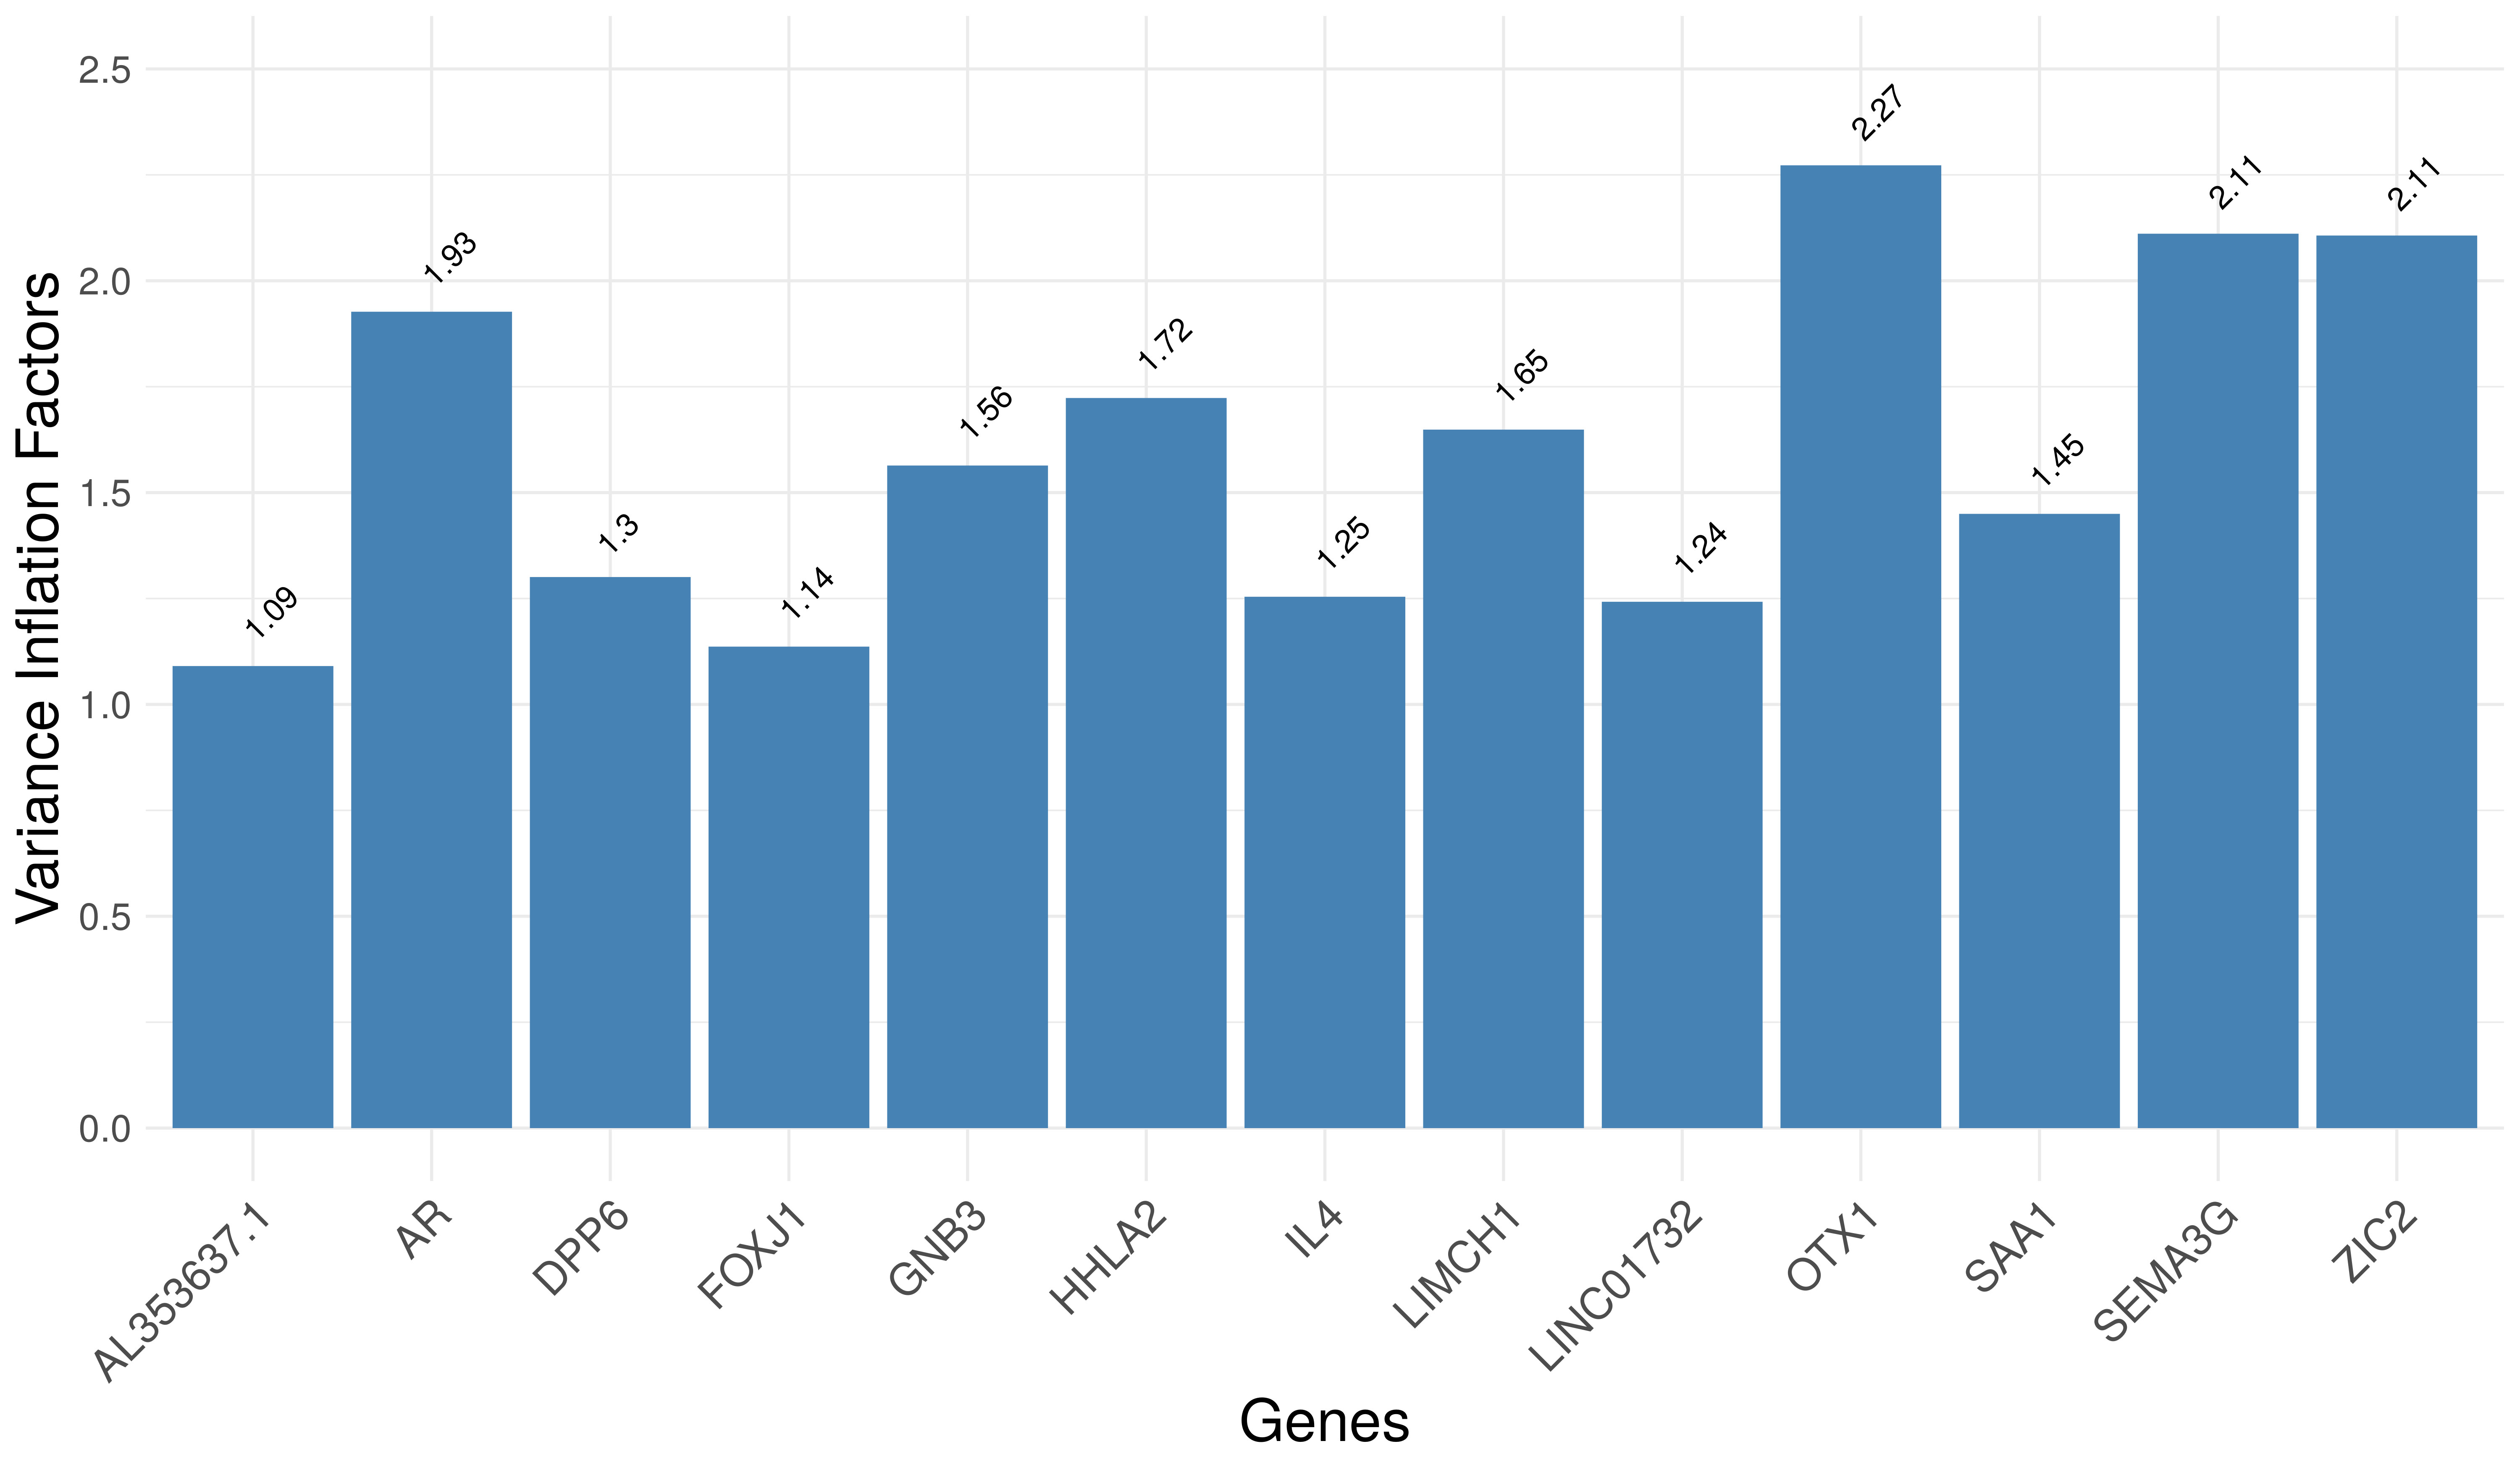 Variance Inflation Factors
2.5
2.0
1.5
1.0
0.5
0.0
1.09
1.93
1.3
1.14
1.56
1.72
1.25
1.65
1.24
2.27
1.45
2.11
2.11
AL353637.1
AR
DPP6
FOXJ1
GNB3
HHLA2
IL4
LIMCH1
LINC01732
OTX1
SAA1
SEMA3G
ZIC2
Genes